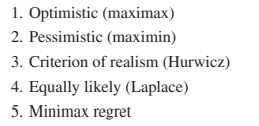 1. Optimistic (maximax)
2. Pessimistic (maximin)
3. Criterion of realism (Hurwicz)
4. Equally likely (Laplace)
5. Minimax regret